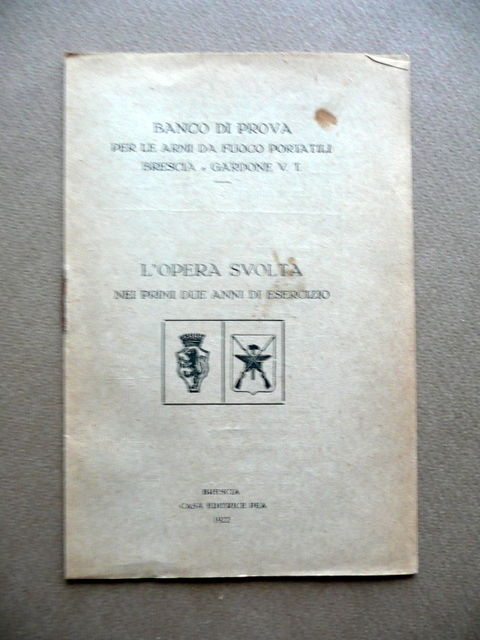 BANCO DI PROVA
PER LE ARMI DA FUOCO PORTATILI
BRESCIA - GARDONE V. T.
L'OPERA SVOLTA
NEI PRIMI DUE ANNI DI ESERCIZIO
BRESCIA
CASA EDITRICE PEA
1922